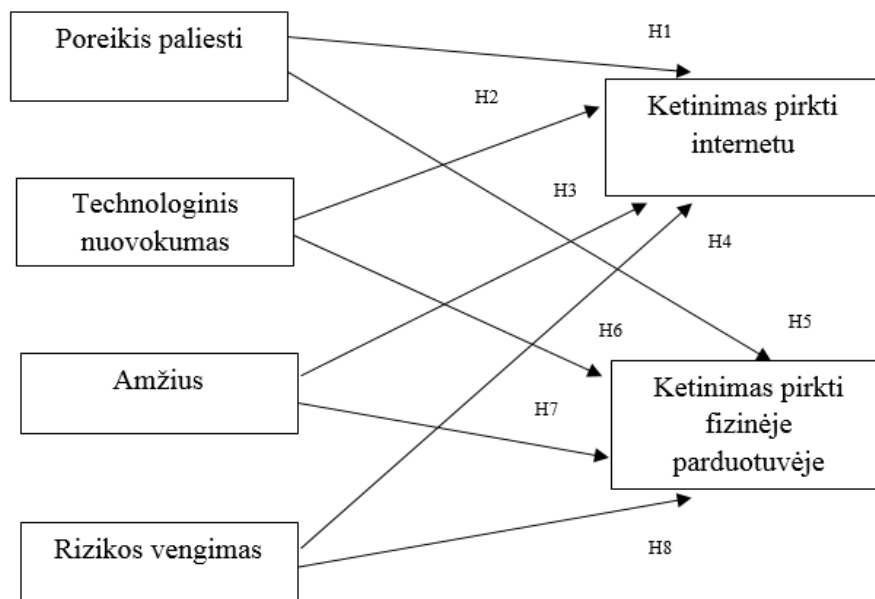 Poreikis paliesti
H1
Ketinimas pirkti
internetu
H2
Technologinis
nuovokumas
H3
H4
H5
H6
Amžius
Ketinimas pirkti
fizinėje
parduotuvėje
H7
Rizikos vengimas
H8